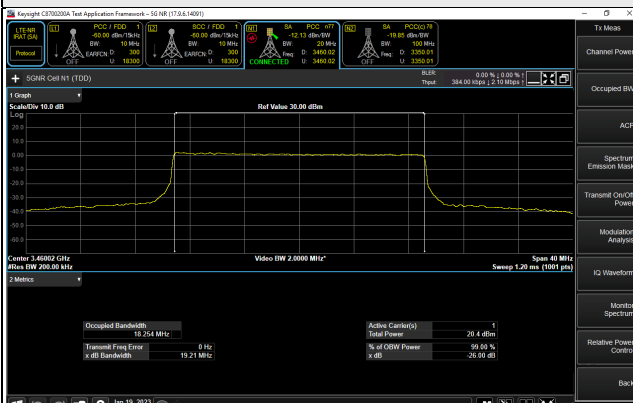 Keysight C8700200A Test Application Framework – 5G NR (17.9.6.14091)
LTE-NR
IRAT (SA)
Protocol
L1 PCC / FDD 1
-60.00 dBm/15kHz
BW: 10 MHz
EARFCN: D: 300
OFF U: 18300
L2 SCC / FDD 1
-60.00 dBm/15kHz
BW: 10 MHz
EARFCN: D: 300
OFF U: 18300
N1 SA PCC n77
-12.13 dBm/BW
BW: 20 MHz
Freq: D: 3460.02
CONNECTED U: 3460.02
N2 SA PCC(c) 78
-19.85 dBm/BW
BW: 100 MHz
Freq: D: 3350.01
OFF U: 3350.01
5GNR Cell N1 (TDD)
BLER: 0.00 % ↓ 0.00 % ↑
Thput: 384.00 kbps ↓ 2.10 Mbps ↑
1 Graph
Scale/Div 10.0 dB
Ref Value 30.00 dBm
Log
20.0
10.0
0.00
-10.0
-20.0
-30.0
-40.0
-50.0
-60.0
Center 3.46002 GHz
Video BW 2.0000 MHz*
Span 40 MHz
#Res BW 200.00 kHz
Sweep 1.20 ms (1001 pts)
2 Metrics
Occupied Bandwidth
18.254 MHz
Transmit Freq Error 0 Hz
x dB Bandwidth 19.21 MHz
Active Carrier(s) 1
Total Power 20.4 dBm
% of OBW Power 99.00 %
x dB -26.00 dB
Jan 19, 2023
Tx Meas
Channel Power
Occupied BW
ACP
Spectrum
Emission Mask
Transmit On/Off
Power
Modulation
Analysis
IQ Waveform
Monitor
Spectrum
Relative Power
Control
Back